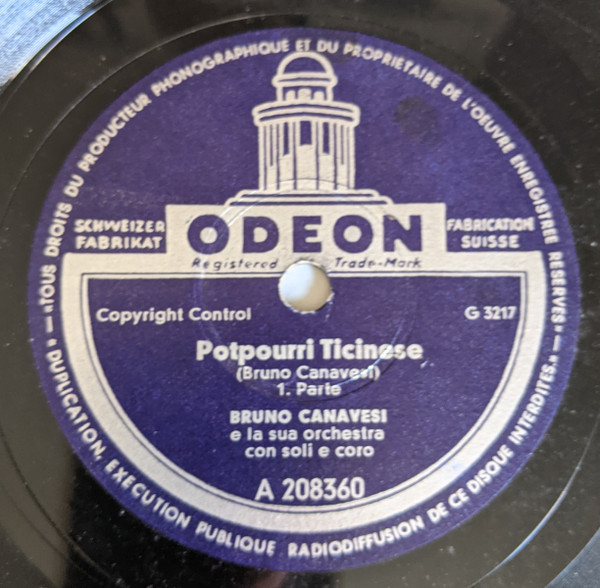 «TOUS DROITS DU PRODUCTEUR PHONOGRAPHIQUE ET DU PROPRIETAIRE DE L'OEUVRE ENREGISTREE RESERVES»
SCHWEIZER FABRIKAT
ODEON
FABRICATION SUISSE
Registered Trade-Mark
Copyright Control
G 3217
Potpourri Ticinese
(Bruno Canavesi)
1. Parte
BRUNO CANAVESI
e la sua orchestra
con soli e coro
A 208360
» DUPLICATION, EXECUTION PUBLIQUE RADIODIFFUSION DE CE DISQUE INTERDITES.»